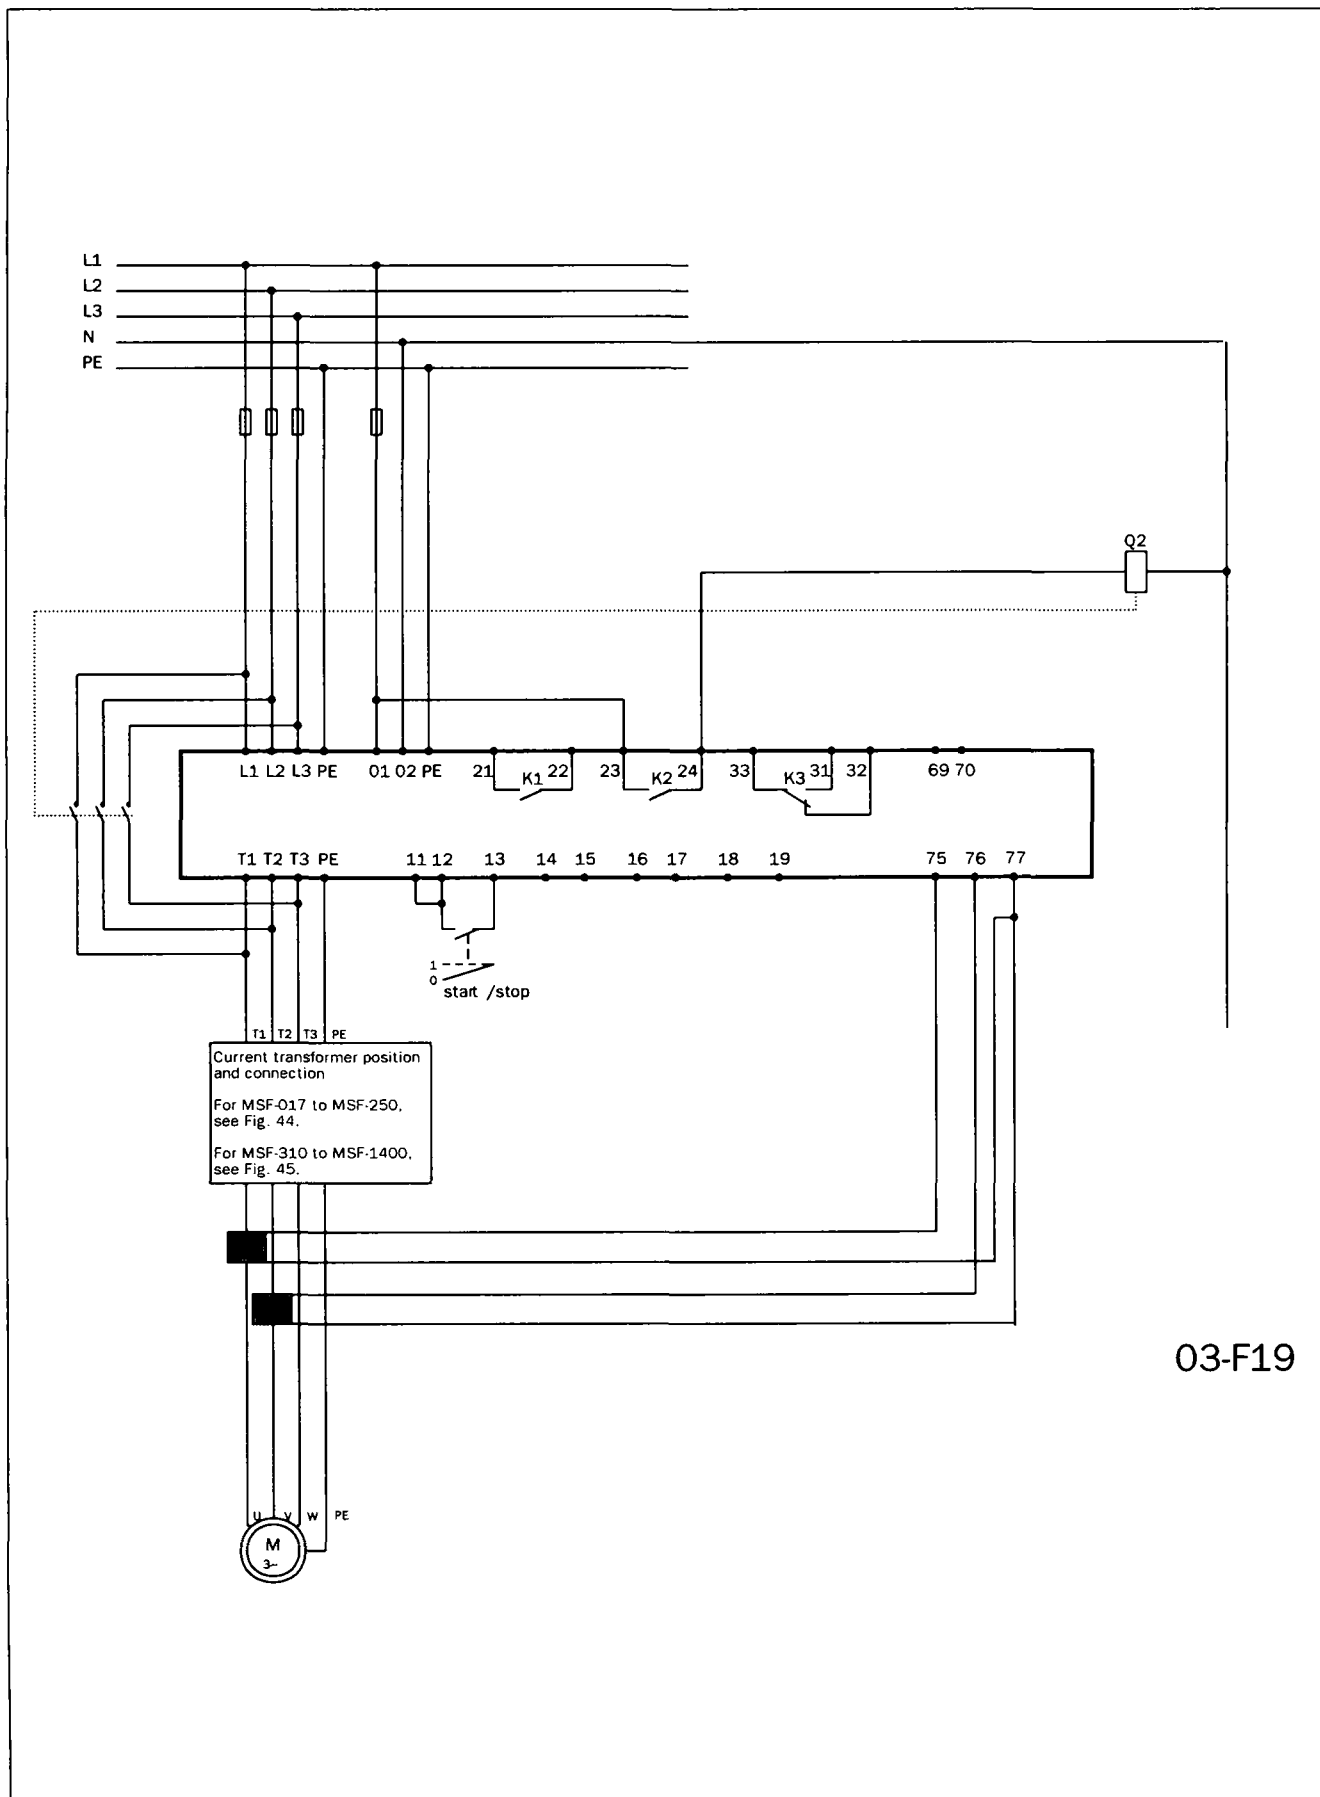 L1
L2
L3
N
PE
Q2
L1 L2 L3 PE 01 02 PE 21 K1 22 23 K2 24 33 K3 31 32 69 70
T1 T2 T3 PE 11 12 13 14 15 16 17 18 19 75 76 77
1
0
start /stop
T1 T2 T3 PE
Current transformer position
and connection
For MSF-017 to MSF-250,
see Fig. 44.
For MSF-310 to MSF-1400,
see Fig. 45.
03-F19
U V W PE
M
3~